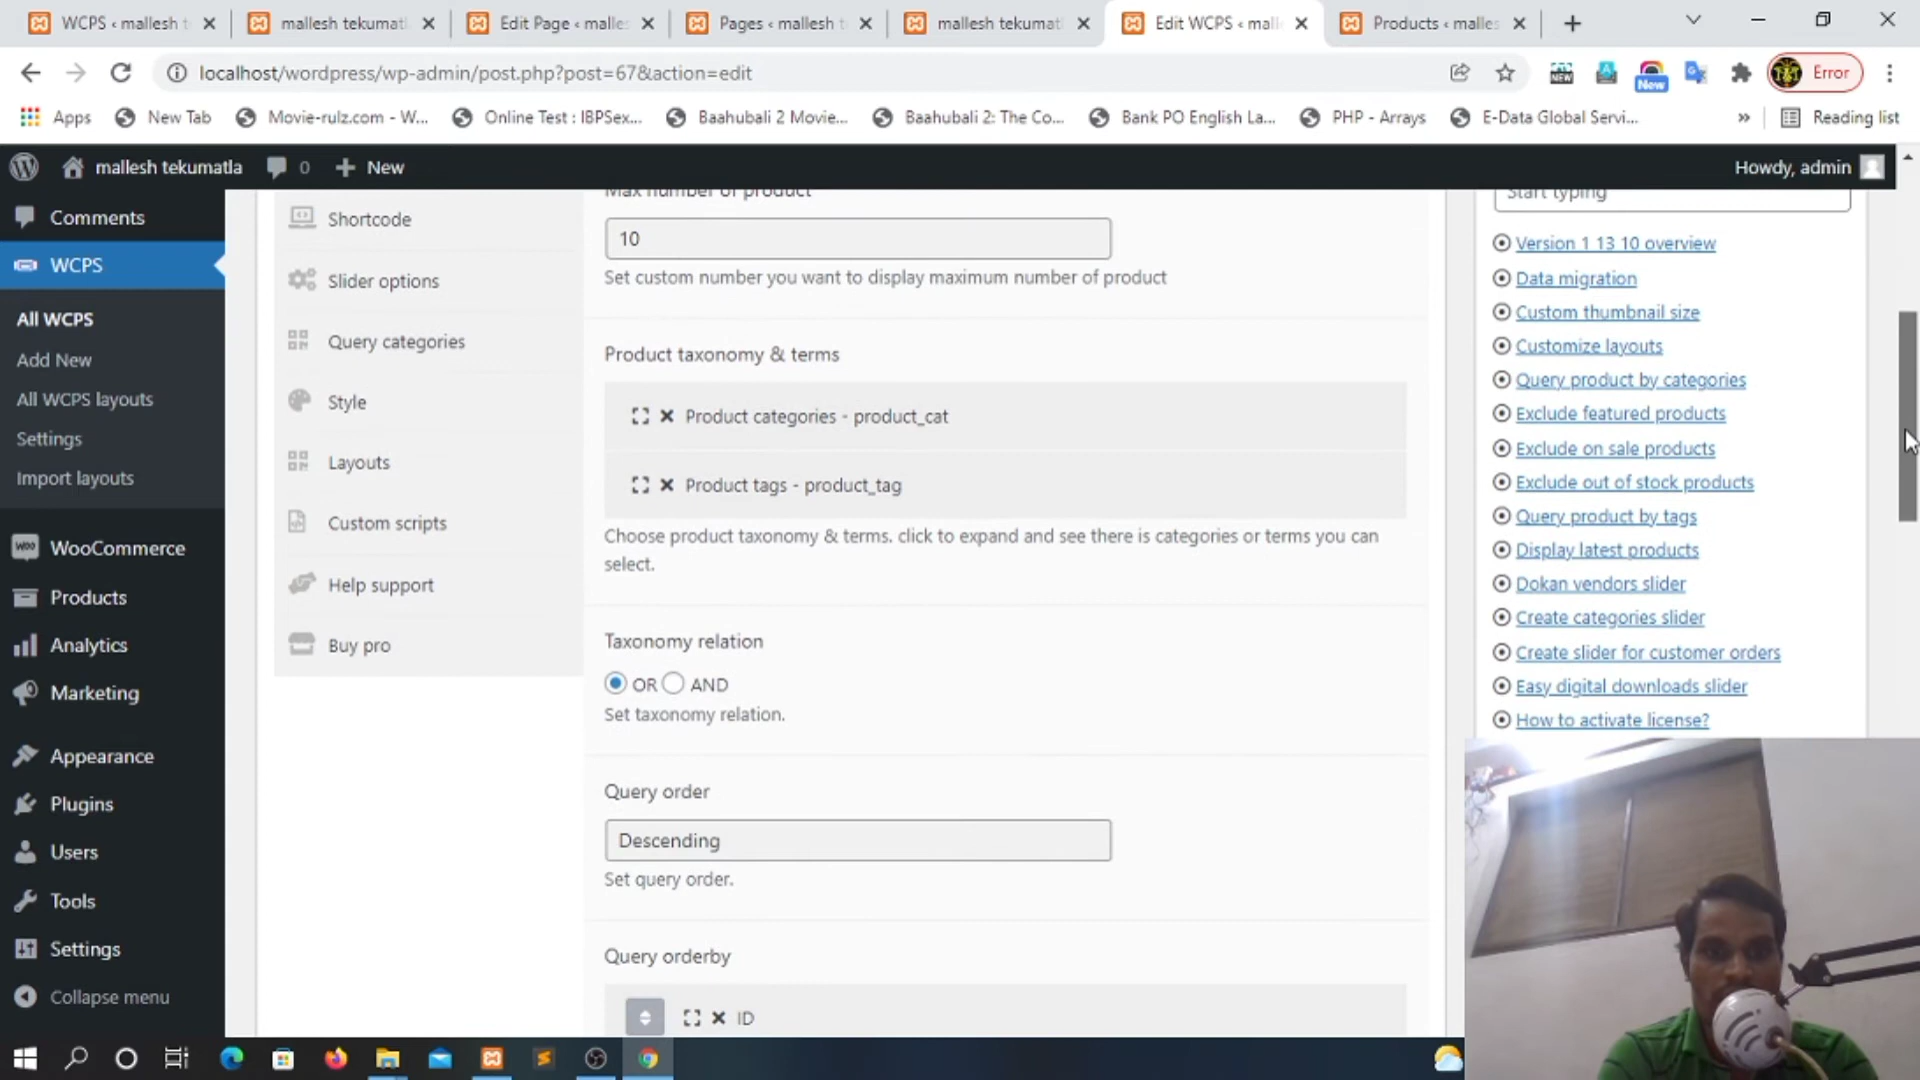 WCPS ‹ mallesh t
mallesh tekumatl
Edit Page ‹ malle
Pages ‹ mallesh t
mallesh tekumat
Edit WCPS ‹ mall
Products ‹ malles
localhost/wordpress/wp-admin/post.php?post=67&action=edit
NEW
New
Error
Apps
New Tab
Movie-rulz.com - W...
Online Test : IBPSex...
Baahubali 2 Movie...
Baahubali 2: The Co...
Bank PO English La...
PHP - Arrays
E-Data Global Servi...
»
Reading list
mallesh tekumatla
0
New
Howdy, admin
Comments
WCPS
All WCPS
Add New
All WCPS layouts
Settings
Import layouts
WooCommerce
Products
Analytics
Marketing
Appearance
Plugins
Users
Tools
Settings
Collapse menu
Shortcode
Slider options
Query categories
Style
Layouts
Custom scripts
Help support
Buy pro
Max number of product
10
Set custom number you want to display maximum number of product
Product taxonomy & terms
Product categories - product_cat
Product tags - product_tag
Choose product taxonomy & terms. click to expand and see there is categories or terms you can
select.
Taxonomy relation
OR AND
Set taxonomy relation.
Query order
Descending
Set query order.
Query orderby
ID
Start typing
Version 1 13 10 overview
Data migration
Custom thumbnail size
Customize layouts
Query product by categories
Exclude featured products
Exclude on sale products
Exclude out of stock products
Query product by tags
Display latest products
Dokan vendors slider
Create categories slider
Create slider for customer orders
Easy digital downloads slider
How to activate license?